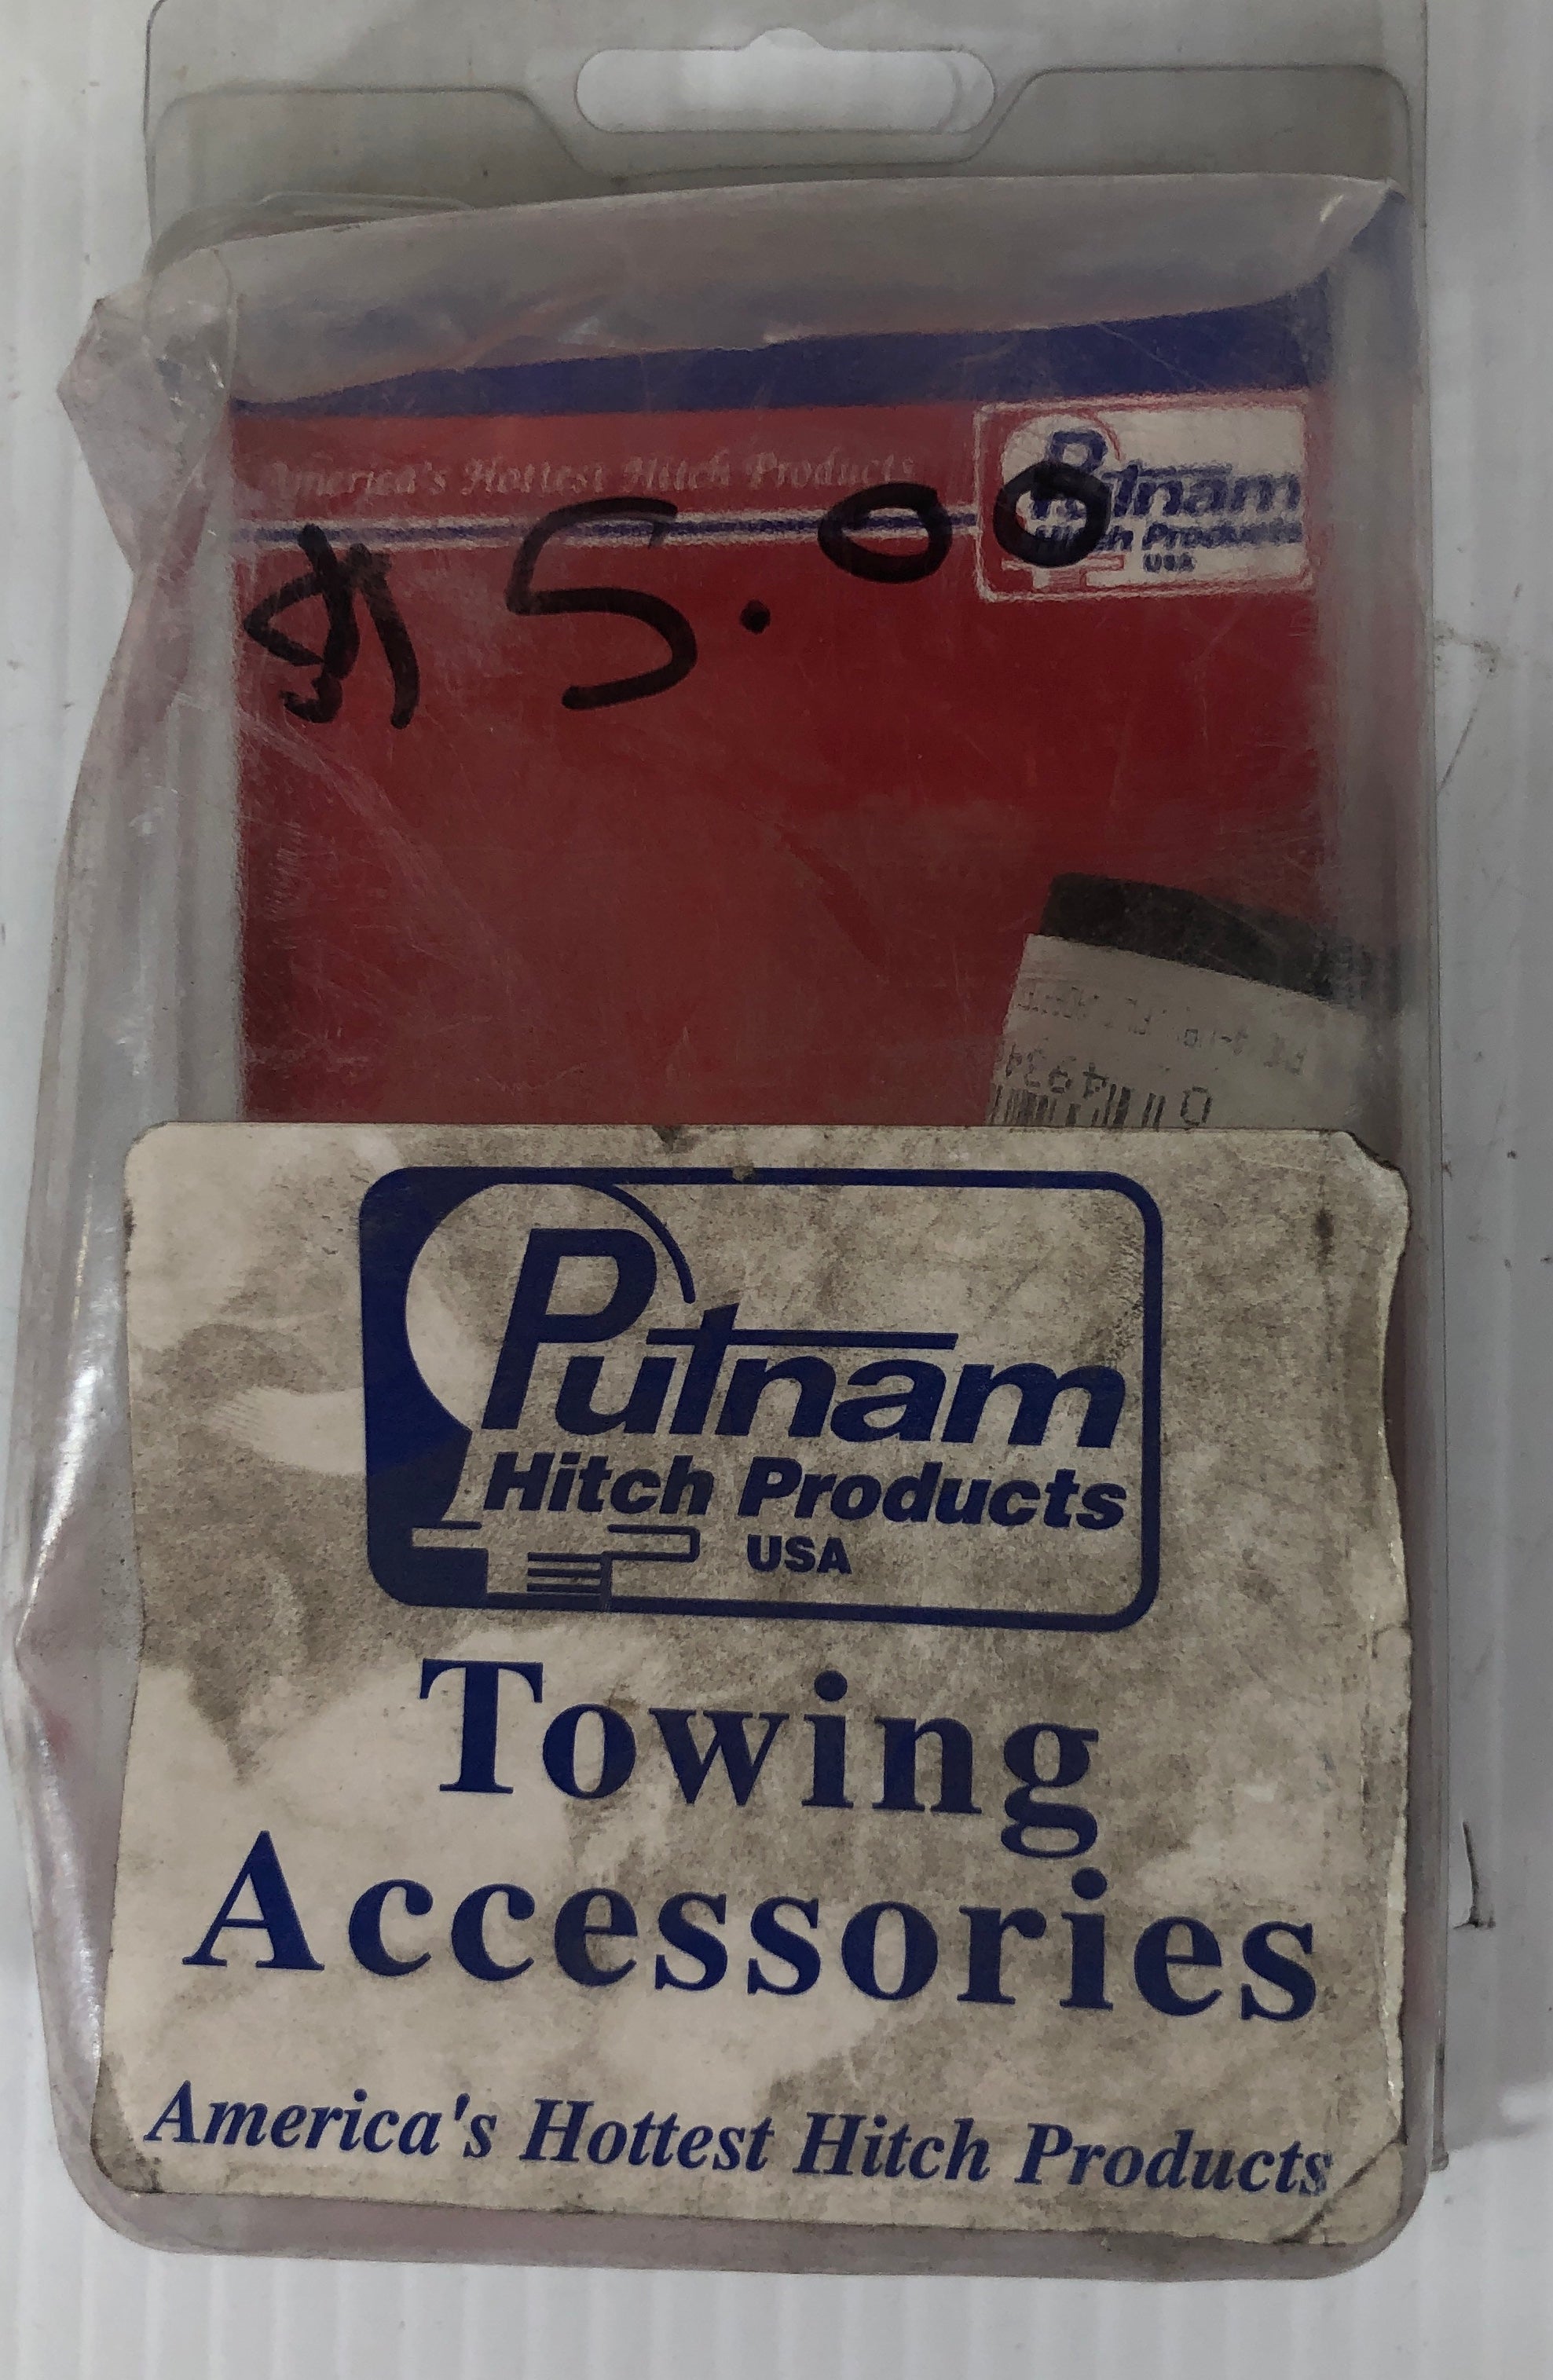 America's Hottest Hitch Products
Putnam
Hitch Products
USA
$5.00
Putnam
Hitch Products
USA
Towing
Accessories
America's Hottest Hitch Products